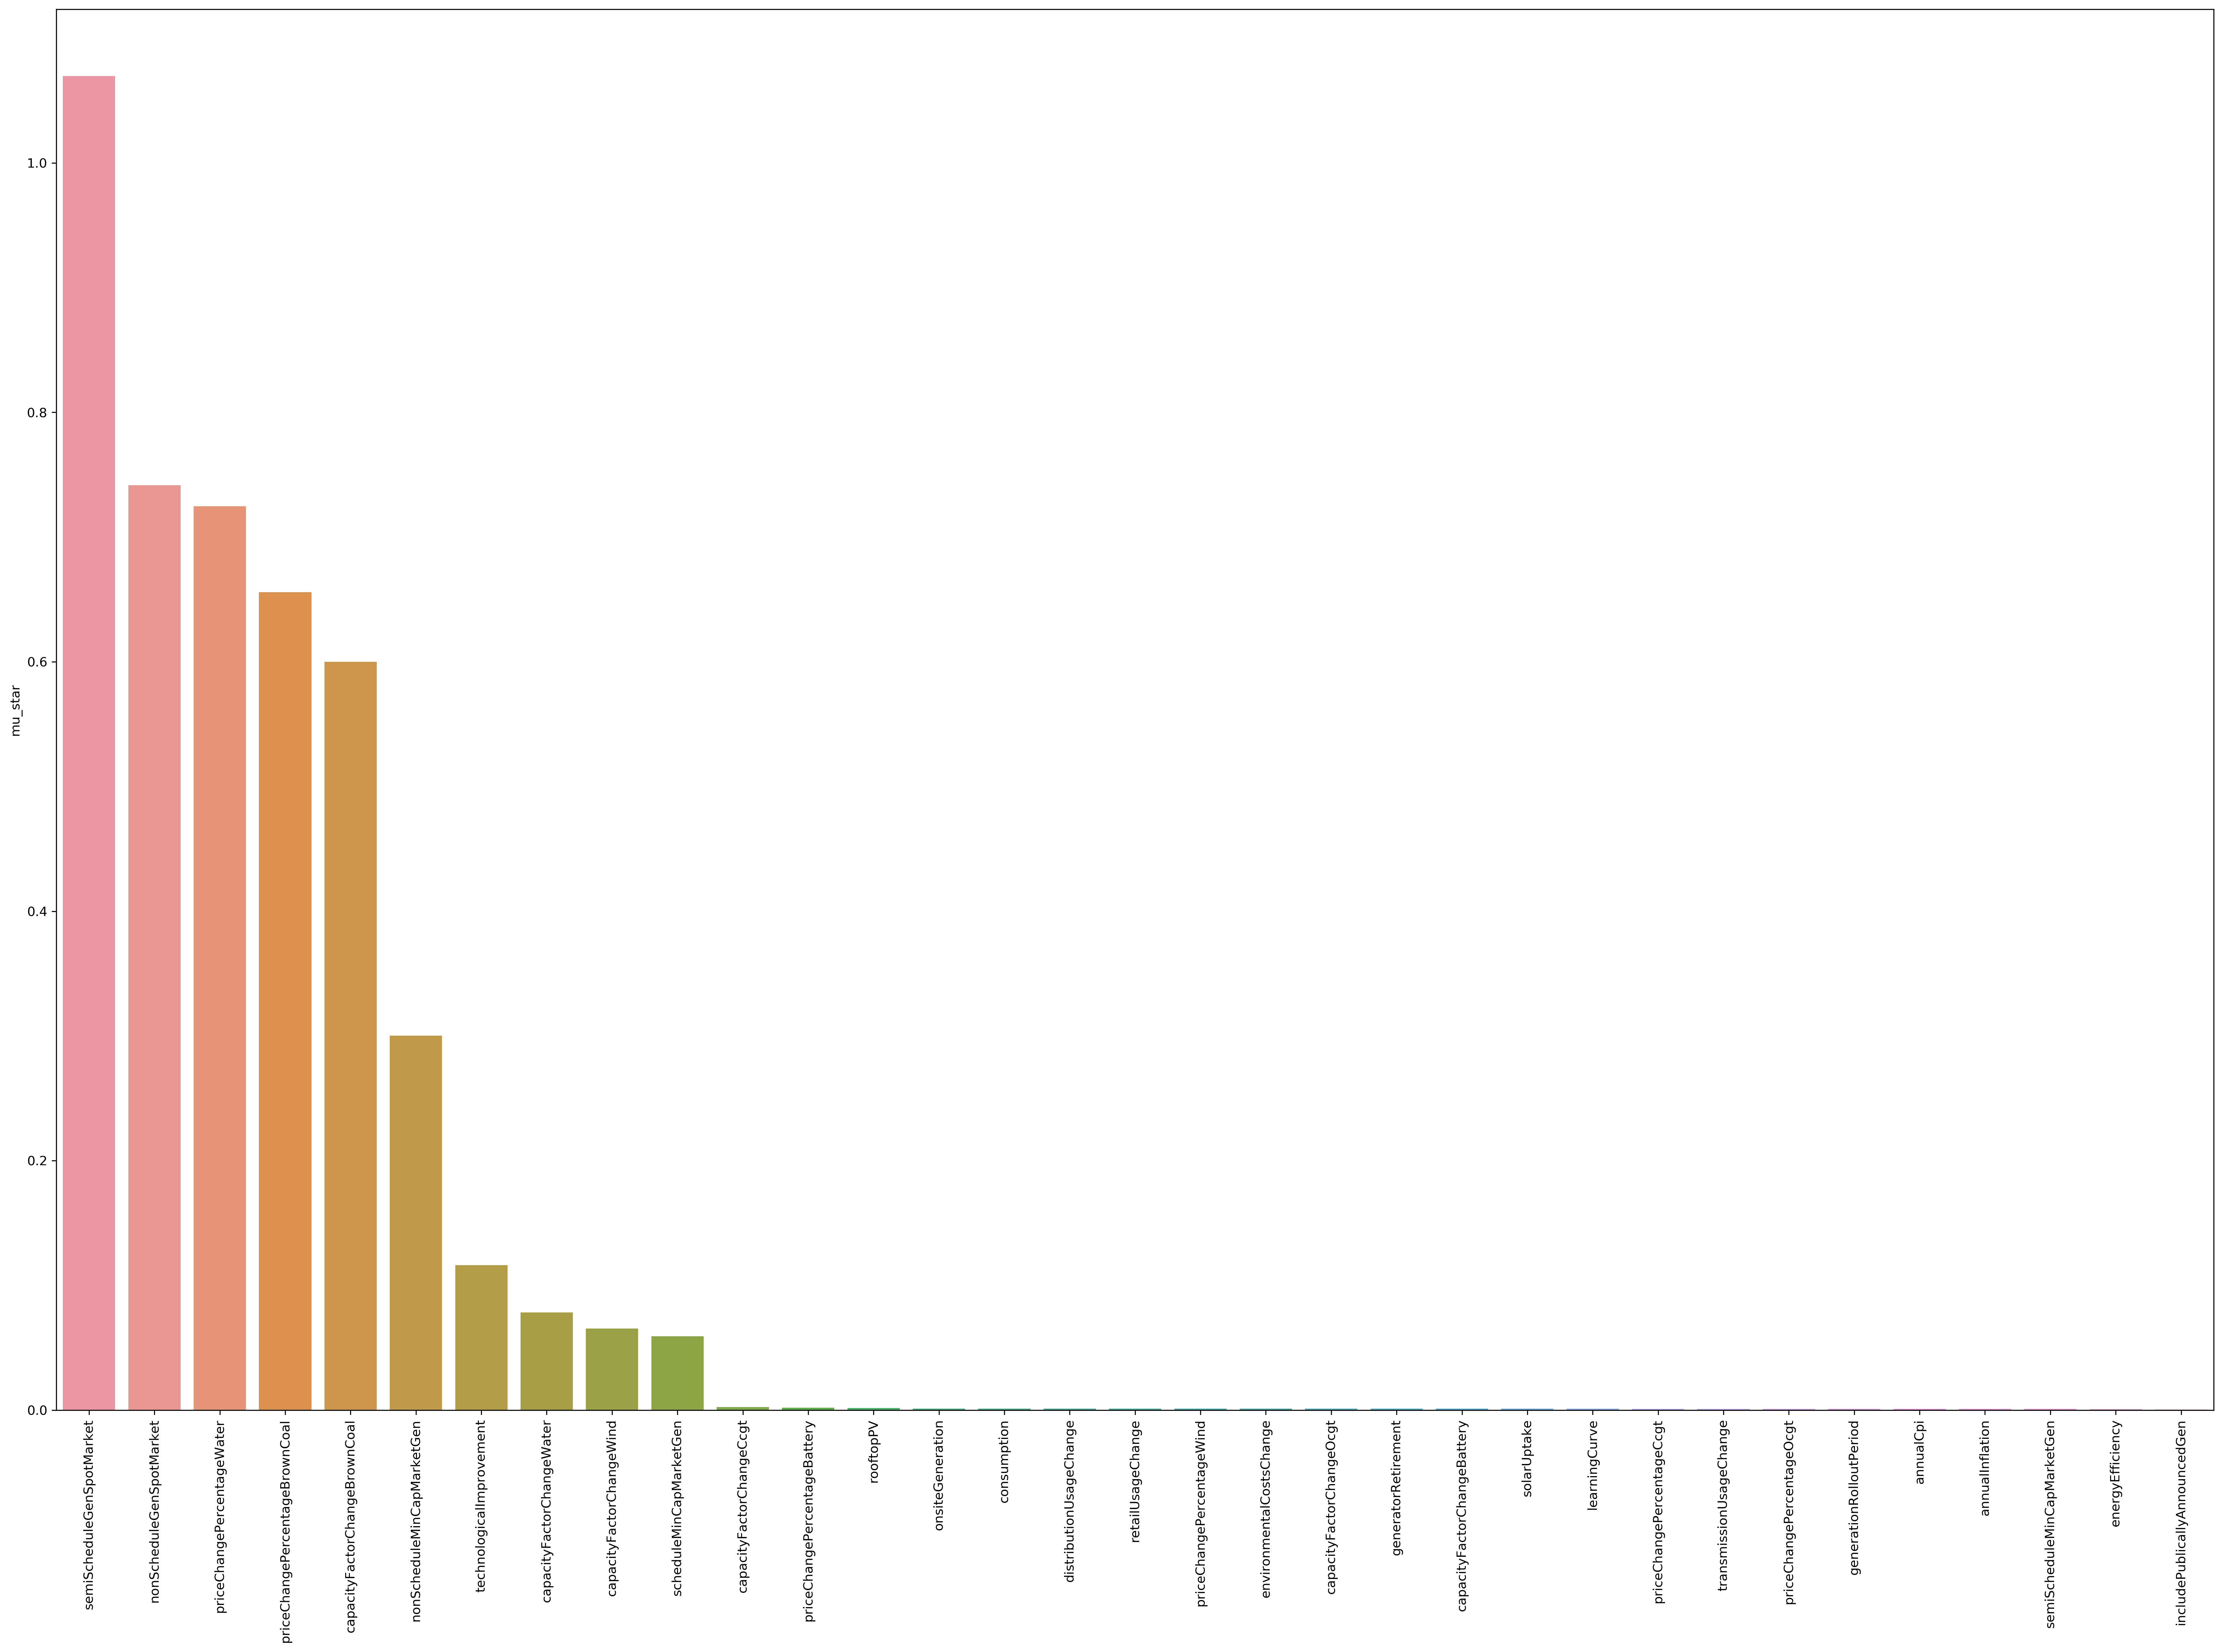 mu_star
1.0
0.8
0.6
0.4
0.2
0.0
semiScheduleGenSpotMarket
nonScheduleGenSpotMarket
priceChangePercentageWater
priceChangePercentageBrownCoal
capacityFactorChangeBrownCoal
nonScheduleMinCapMarketGen
technologicalImprovement
capacityFactorChangeWater
capacityFactorChangeWind
scheduleMinCapMarketGen
capacityFactorChangeCcgt
priceChangePercentageBattery
rooftopPV
onsiteGeneration
consumption
distributionUsageChange
retailUsageChange
priceChangePercentageWind
environmentalCostsChange
capacityFactorChangeOcgt
generatorRetirement
capacityFactorChangeBattery
solarUptake
learningCurve
priceChangePercentageCcgt
transmissionUsageChange
priceChangePercentageOcgt
generationRolloutPeriod
annualCpi
annualInflation
semiScheduleMinCapMarketGen
energyEfficiency
includePublicallyAnnouncedGen